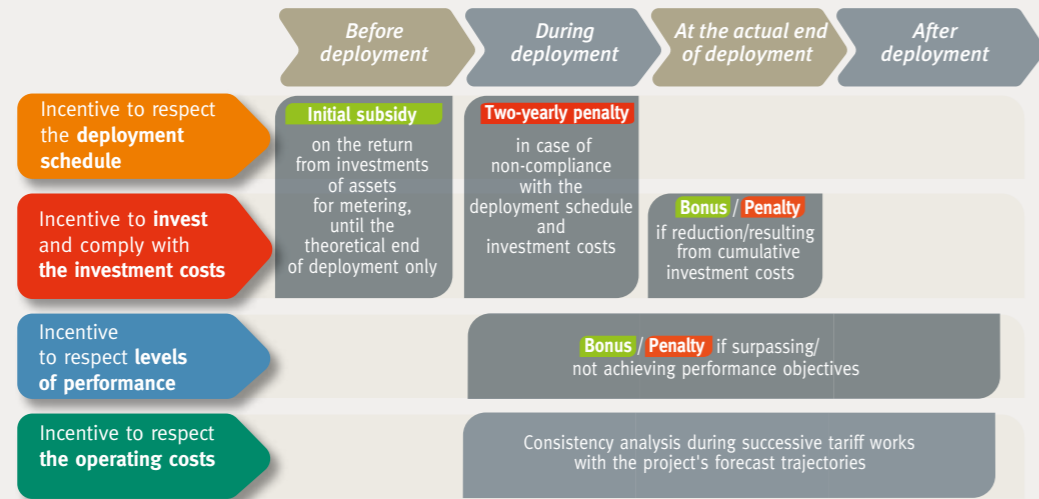 Before
deployment
During
deployment
At the actual end
of deployment
After
deployment
Incentive to respect
the deployment
schedule
Initial subsidy
on the return
from investments
of assets
for metering,
until the
theoretical end
of deployment only
Two-yearly penalty
in case of
non-compliance
with the
deployment schedule
and
investment costs
Incentive to invest
and comply with
the investment costs
Bonus / Penalty
if reduction/resulting
from cumulative
investment costs
Incentive
to respect levels
of performance
Bonus / Penalty if surpassing/
not achieving performance objectives
Incentive to respect
the operating costs
Consistency analysis during successive tariff works
with the project's forecast trajectories